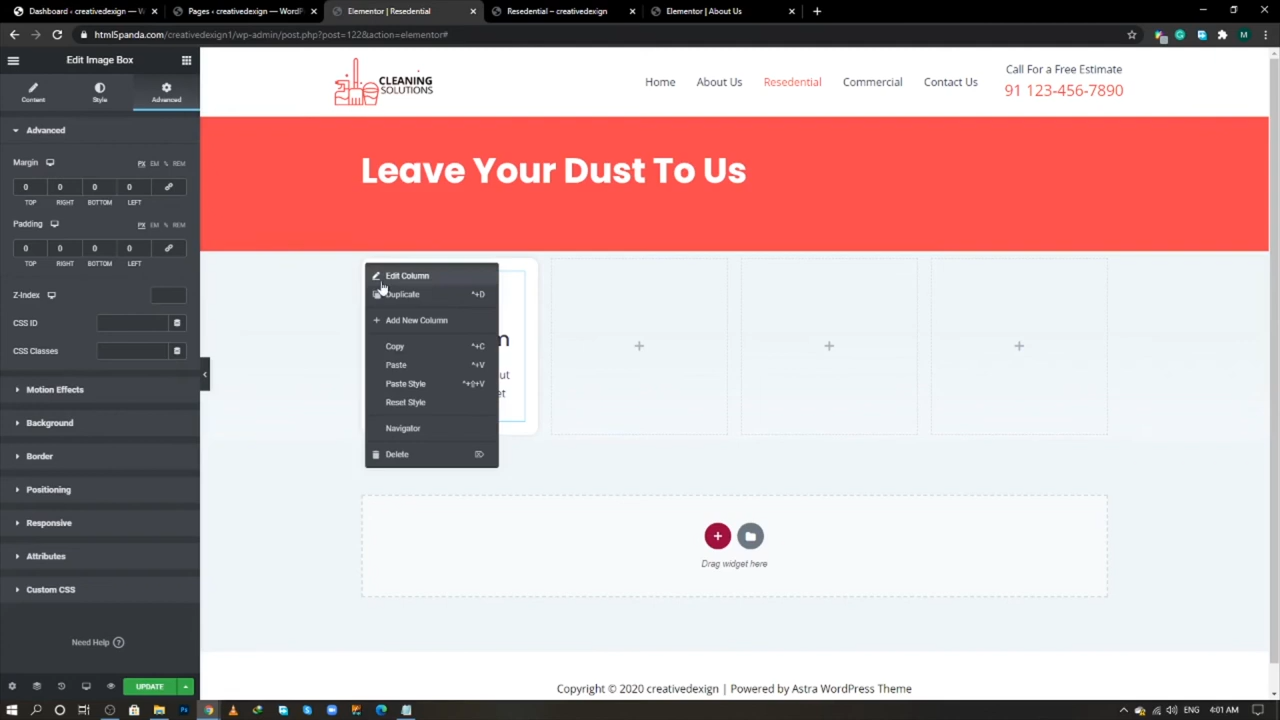 Dashboard ‹ creativedexign — W
Pages ‹ creativedexign — WordP
Elementor | Resedential
Resedential – creativedexign
Elementor | About Us
html5panda.com/creativedexign1/wp-admin/post.php?post=122&action=elementor#
M
Edit Image Box
Content
Style
Advanced
Advanced
Margin
PX EM % REM
0 0 0 0
TOP RIGHT BOTTOM LEFT
Padding
PX EM % REM
0 0 0 0
TOP RIGHT BOTTOM LEFT
Z-Index
CSS ID
CSS Classes
Motion Effects
Background
Border
Positioning
Responsive
Attributes
Custom CSS
Need Help
UPDATE
CLEANING
SOLUTIONS
Home
About Us
Resedential
Commercial
Contact Us
Call For a Free Estimate
91 123-456-7890
Leave Your Dust To Us
Edit Column
Duplicate ^+D
Add New Column
Copy ^+C
Paste ^+V
Paste Style ^+⇧+V
Reset Style
Navigator
Delete
Drag widget here
Copyright © 2020 creativedexign | Powered by Astra WordPress Theme
ENG
4:01 AM